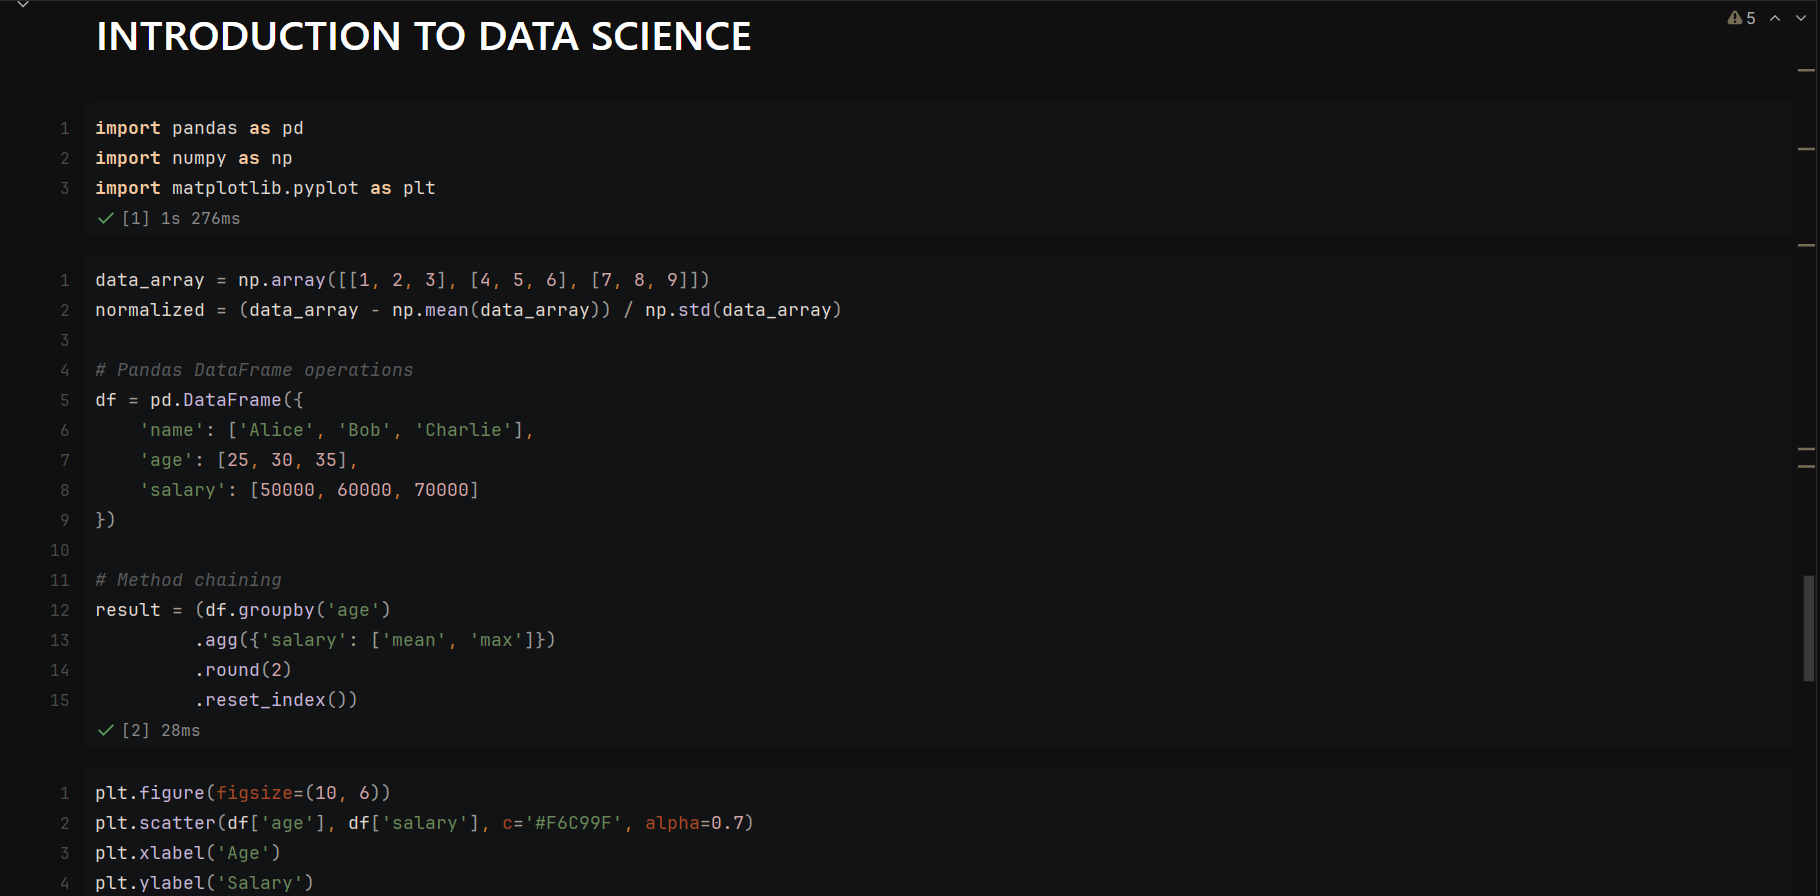 INTRODUCTION TO DATA SCIENCE
5
1 import pandas as pd
2 import numpy as np
3 import matplotlib.pyplot as plt
[1] 1s 276ms
1 data_array = np.array([[1, 2, 3], [4, 5, 6], [7, 8, 9]])
2 normalized = (data_array - np.mean(data_array)) / np.std(data_array)
3
4 # Pandas DataFrame operations
5 df = pd.DataFrame({
6     'name': ['Alice', 'Bob', 'Charlie'],
7     'age': [25, 30, 35],
8     'salary': [50000, 60000, 70000]
9 })
10
11 # Method chaining
12 result = (df.groupby('age')
13          .agg({'salary': ['mean', 'max']})
14          .round(2)
15          .reset_index())
[2] 28ms
1 plt.figure(figsize=(10, 6))
2 plt.scatter(df['age'], df['salary'], c='#F6C99F', alpha=0.7)
3 plt.xlabel('Age')
4 plt.ylabel('Salary')